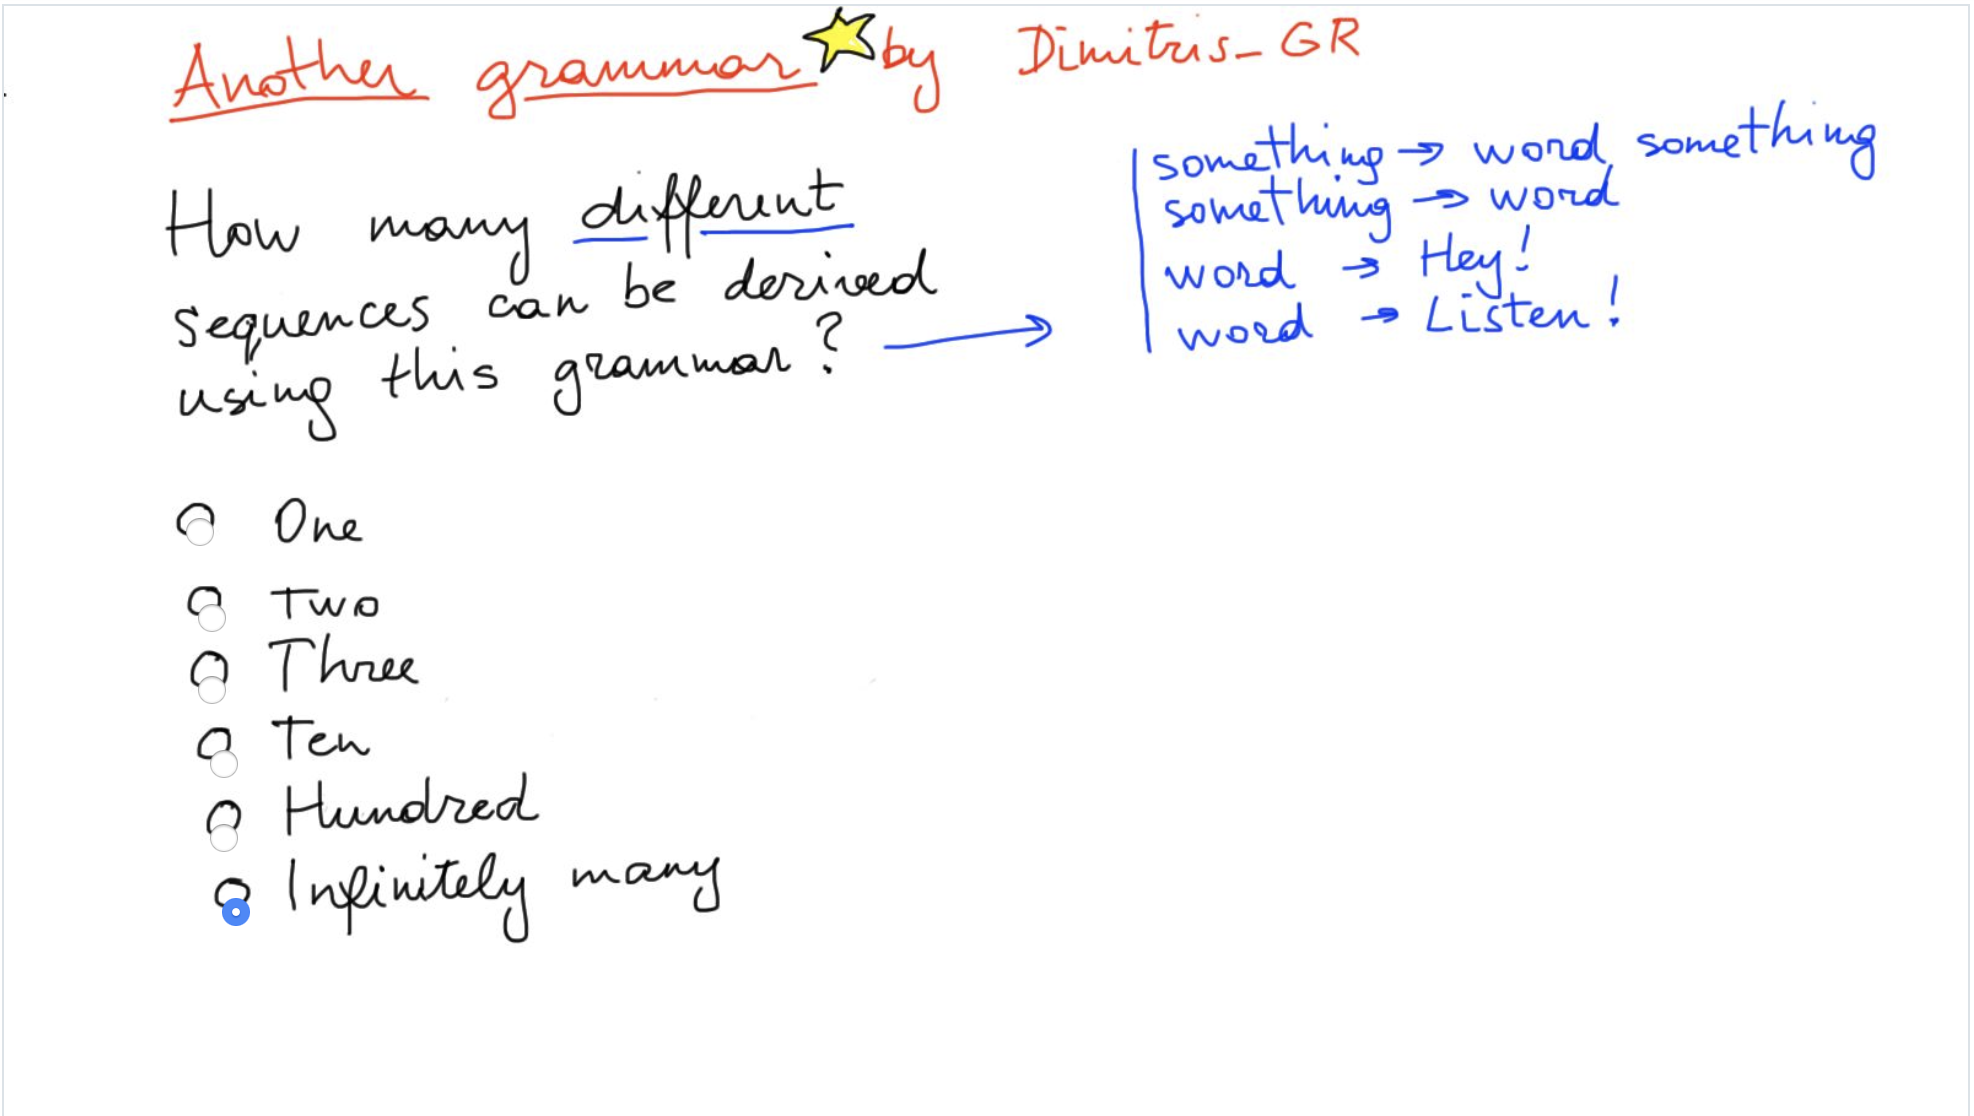 Another grammar by Dimitris_GR
How many different
sequences can be derived
using this grammar?
something → word something
something → word
word → Hey!
word → Listen!
One
Two
Three
Ten
Hundred
Infinitely many